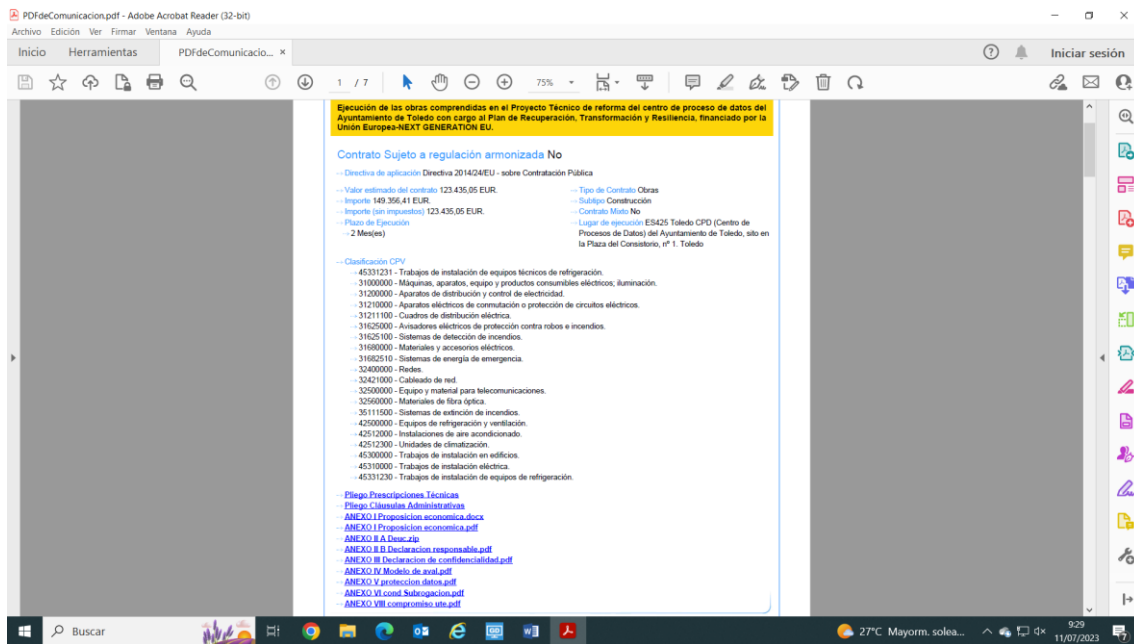 PDFdeComunicacion.pdf - Adobe Acrobat Reader (32-bit)
Archivo Edición Ver Firmar Ventana Ayuda
Inicio Herramientas PDFdeComunicacio... ×
Iniciar sesión
1 / 7 75%
Ejecución de las obras comprendidas en el Proyecto Técnico de reforma del centro de proceso de datos del
Ayuntamiento de Toledo con cargo al Plan de Recuperación, Transformación y Resiliencia, financiado por la
Unión Europea-NEXT GENERATION EU.
Contrato Sujeto a regulación armonizada No
Directiva de aplicación Directiva 2014/24/EU - sobre Contratación Pública
Valor estimado del contrato 123.435,05 EUR.
Importe 149.356,41 EUR.
Importe (sin impuestos) 123.435,05 EUR.
Plazo de Ejecución
2 Mes(es)
Tipo de Contrato Obras
Subtipo Construcción
Contrato Mixto No
Lugar de ejecución ES425 Toledo CPD (Centro de
Procesos de Datos) del Ayuntamiento de Toledo, sito en
la Plaza del Consistorio, nº 1. Toledo
Clasificación CPV
45331231 - Trabajos de instalación de equipos técnicos de refrigeración.
31000000 - Máquinas, aparatos, equipo y productos consumibles eléctricos; iluminación.
31200000 - Aparatos de distribución y control de electricidad.
31210000 - Aparatos eléctricos de conmutación o protección de circuitos eléctricos.
31211100 - Cuadros de distribución eléctrica.
31625000 - Avisadores eléctricos de protección contra robos e incendios.
31625100 - Sistemas de detección de incendios.
31680000 - Materiales y accesorios eléctricos.
31682510 - Sistemas de energía de emergencia.
32400000 - Redes.
32421000 - Cableado de red.
32500000 - Equipo y material para telecomunicaciones.
32560000 - Materiales de fibra óptica.
35111500 - Sistemas de extinción de incendios.
42500000 - Equipos de refrigeración y ventilación.
42512000 - Instalaciones de aire acondicionado.
42512300 - Unidades de climatización.
45300000 - Trabajos de instalación en edificios.
45310000 - Trabajos de instalación eléctrica.
45331230 - Trabajos de instalación de equipos de refrigeración.
Pliego Prescripciones Técnicas
Pliego Cláusulas Administrativas
ANEXO I Proposicion economica.docx
ANEXO I Proposicion economica.pdf
ANEXO II A Deuc.zip
ANEXO II B Declaracion responsable.pdf
ANEXO III Declaracion de confidencialidad.pdf
ANEXO IV Modelo de aval.pdf
ANEXO V proteccion datos.pdf
ANEXO VI cond Subrogacion.pdf
ANEXO VIII compromiso ute.pdf
Buscar
27°C Mayorm. solea...
9:29
11/07/2023